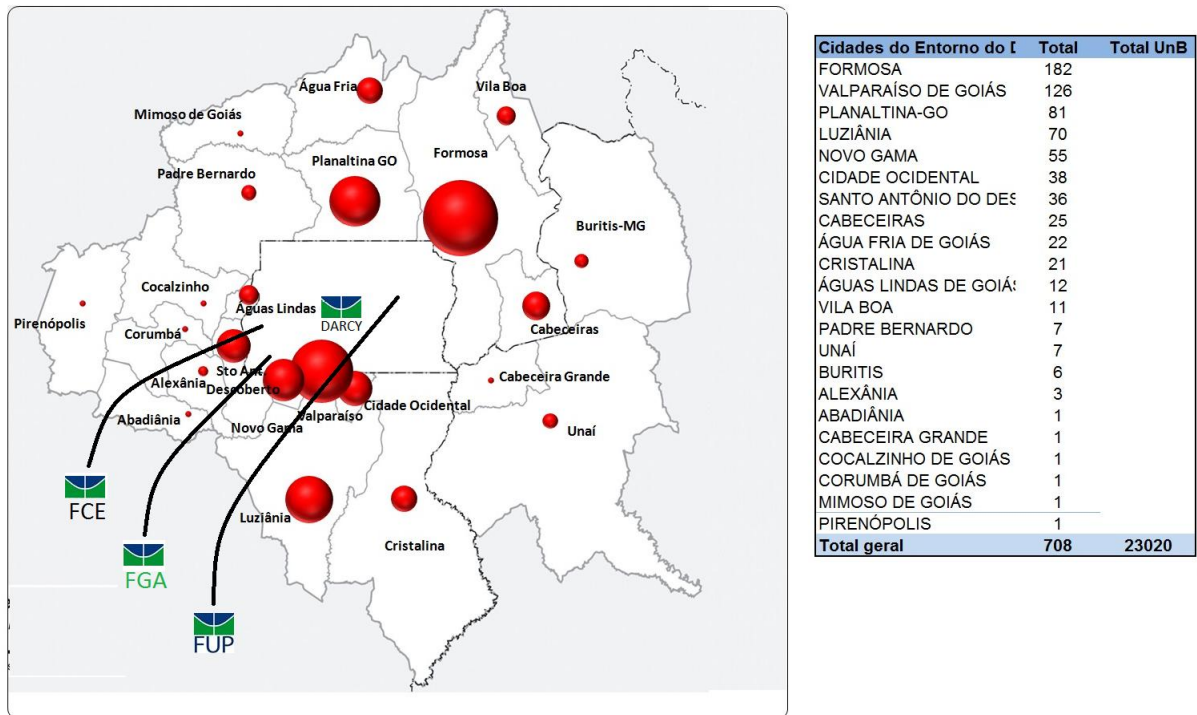 Água Fria
Vila Boa
Mimoso de Goiás
Planaltina GO
Formosa
Padre Bernardo
Buritis-MG
Cocalzinho
Águas Lindas
Pirenópolis
DARCY
Corumbá
Cabeceiras
Sto Ant.
Descoberto
Alexânia
Cabeceira Grande
Cidade Ocidental
Abadiânia
Valparaíso
Novo Gama
Unaí
FCE
Luziânia
Cristalina
FGA
FUP
Cidades do Entorno do D Total Total UnB
FORMOSA 182
VALPARAÍSO DE GOIÁS 126
PLANALTINA-GO 81
LUZIÂNIA 70
NOVO GAMA 55
CIDADE OCIDENTAL 38
SANTO ANTÔNIO DO DES 36
CABECEIRAS 25
ÁGUA FRIA DE GOIÁS 22
CRISTALINA 21
ÁGUAS LINDAS DE GOIÁS 12
VILA BOA 11
PADRE BERNARDO 7
UNAÍ 7
BURITIS 6
ALEXÂNIA 3
ABADIÂNIA 1
CABECEIRA GRANDE 1
COCALZINHO DE GOIÁS 1
CORUMBÁ DE GOIÁS 1
MIMOSO DE GOIÁS 1
PIRENÓPOLIS 1
Total geral 708 23020